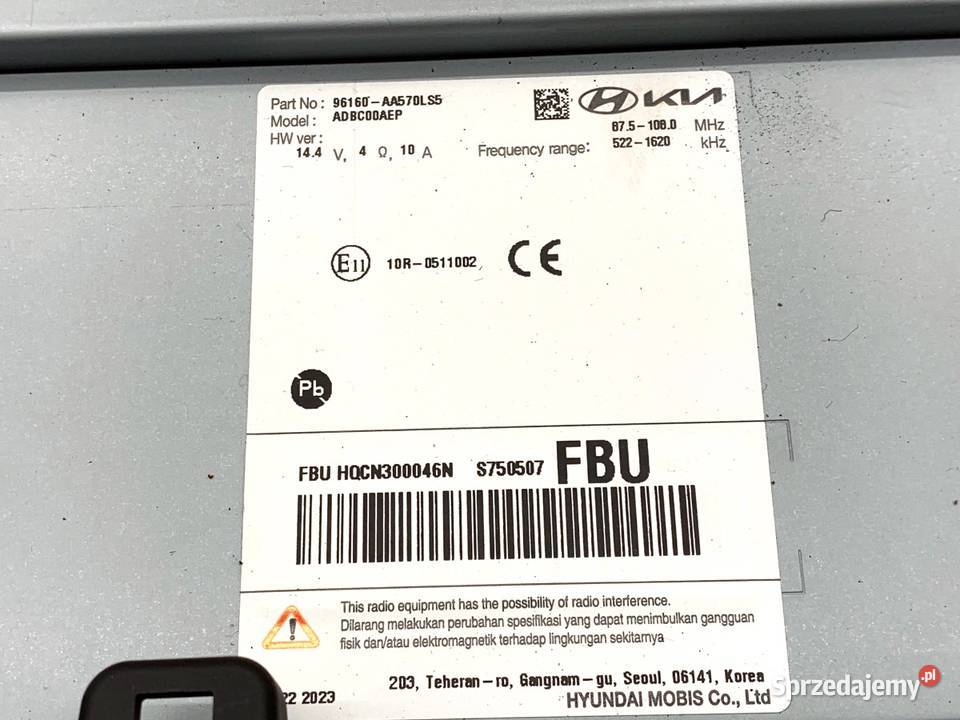 Part No : 96160-AA570LS5
Model : ADBC00AEP
HW ver :
14.4 V, 4 Ω, 10 A
KIA
87.5-108.0 MHz
Frequency range: 522-1620 kHz
E11 10R-0511002 CE
Pb
FBU HQCN300046N S750507 FBU
This radio equipment has the possibility of radio interference.
Dilarang melakukan perubahan spesifikasi yang dapat menimbulkan gangguan
fisik dan/atau elektromagnetik terhadap lingkungan sekitarnya
22 2023 203, Teheran-ro, Gangnam-gu, Seoul, 06141, Korea
HYUNDAI MOBIS Co., Ltd
Sprzedajemy.pl